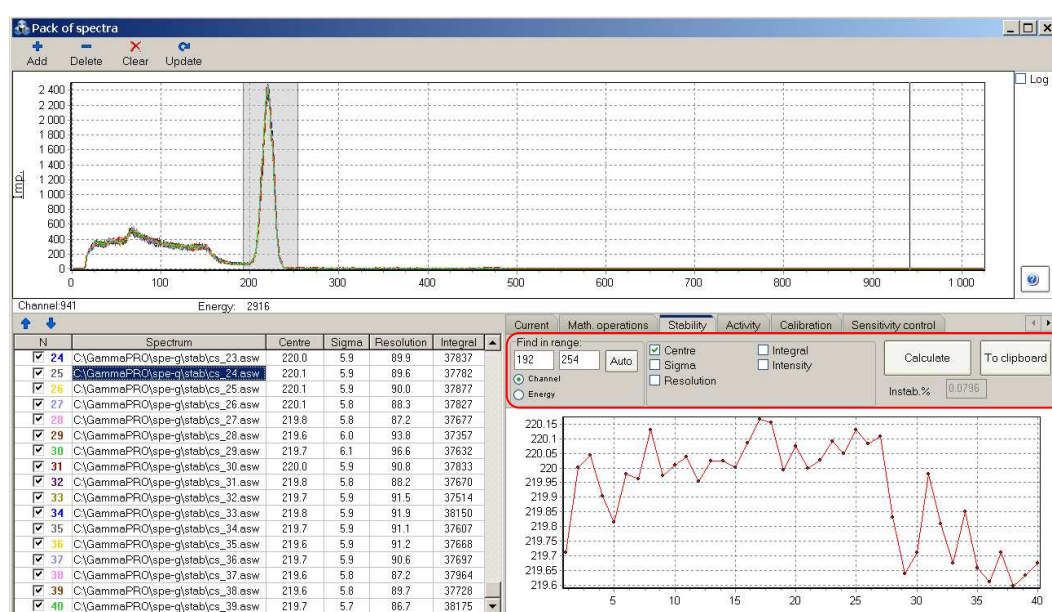 Pack of spectra
Add Delete Clear Update
Log
Imp.
2 400
2 200
2 000
1 800
1 600
1 400
1 200
1 000
800
600
400
200
0
0 100 200 300 400 500 600 700 800 900 1 000
Channel:941 Energy: 2916
N Spectrum Centre Sigma Resolution Integral
24 C:\GammaPRO\spe-g\stab\cs_23.asw 220.0 5.9 89.9 37837
25 C:\GammaPRO\spe-g\stab\cs_24.asw 220.1 5.9 89.6 37782
26 C:\GammaPRO\spe-g\stab\cs_25.asw 220.1 5.9 90.0 37877
27 C:\GammaPRO\spe-g\stab\cs_26.asw 220.1 5.8 88.3 37827
28 C:\GammaPRO\spe-g\stab\cs_27.asw 219.8 5.8 87.2 37677
29 C:\GammaPRO\spe-g\stab\cs_28.asw 219.6 6.0 93.8 37357
30 C:\GammaPRO\spe-g\stab\cs_29.asw 219.7 6.1 96.6 37632
31 C:\GammaPRO\spe-g\stab\cs_30.asw 220.0 5.9 90.8 37833
32 C:\GammaPRO\spe-g\stab\cs_31.asw 219.8 5.8 88.2 37670
33 C:\GammaPRO\spe-g\stab\cs_32.asw 219.7 5.9 91.5 37514
34 C:\GammaPRO\spe-g\stab\cs_33.asw 219.8 5.9 91.9 38150
35 C:\GammaPRO\spe-g\stab\cs_34.asw 219.7 5.9 91.1 37607
36 C:\GammaPRO\spe-g\stab\cs_35.asw 219.6 5.9 91.2 37668
37 C:\GammaPRO\spe-g\stab\cs_36.asw 219.7 5.9 90.6 37697
38 C:\GammaPRO\spe-g\stab\cs_37.asw 219.6 5.8 87.2 37964
39 C:\GammaPRO\spe-g\stab\cs_38.asw 219.6 5.8 89.7 37728
40 C:\GammaPRO\spe-g\stab\cs_39.asw 219.7 5.7 86.7 38175
Current Math. operations Stability Activity Calibration Sensitivity control
Find in range:
192 254 Auto
Channel
Energy
Centre
Sigma
Resolution
Integral
Intensity
Calculate To clipboard
Instab.% 0.0796
220.15
220.1
220.05
220
219.95
219.9
219.85
219.8
219.75
219.7
219.65
219.6
5 10 15 20 25 30 35 40